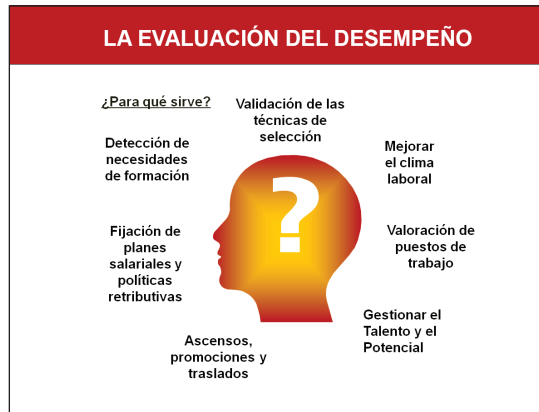 LA EVALUACIÓN DEL DESEMPEÑO
¿Para qué sirve?
Validación de las
técnicas de
selección
Detección de
necesidades
de formación
Mejorar
el clima
laboral
?
Fijación de
planes
salariales y
políticas
retributivas
Valoración de
puestos de
trabajo
Gestionar el
Talento y el
Potencial
Ascensos,
promociones y
traslados